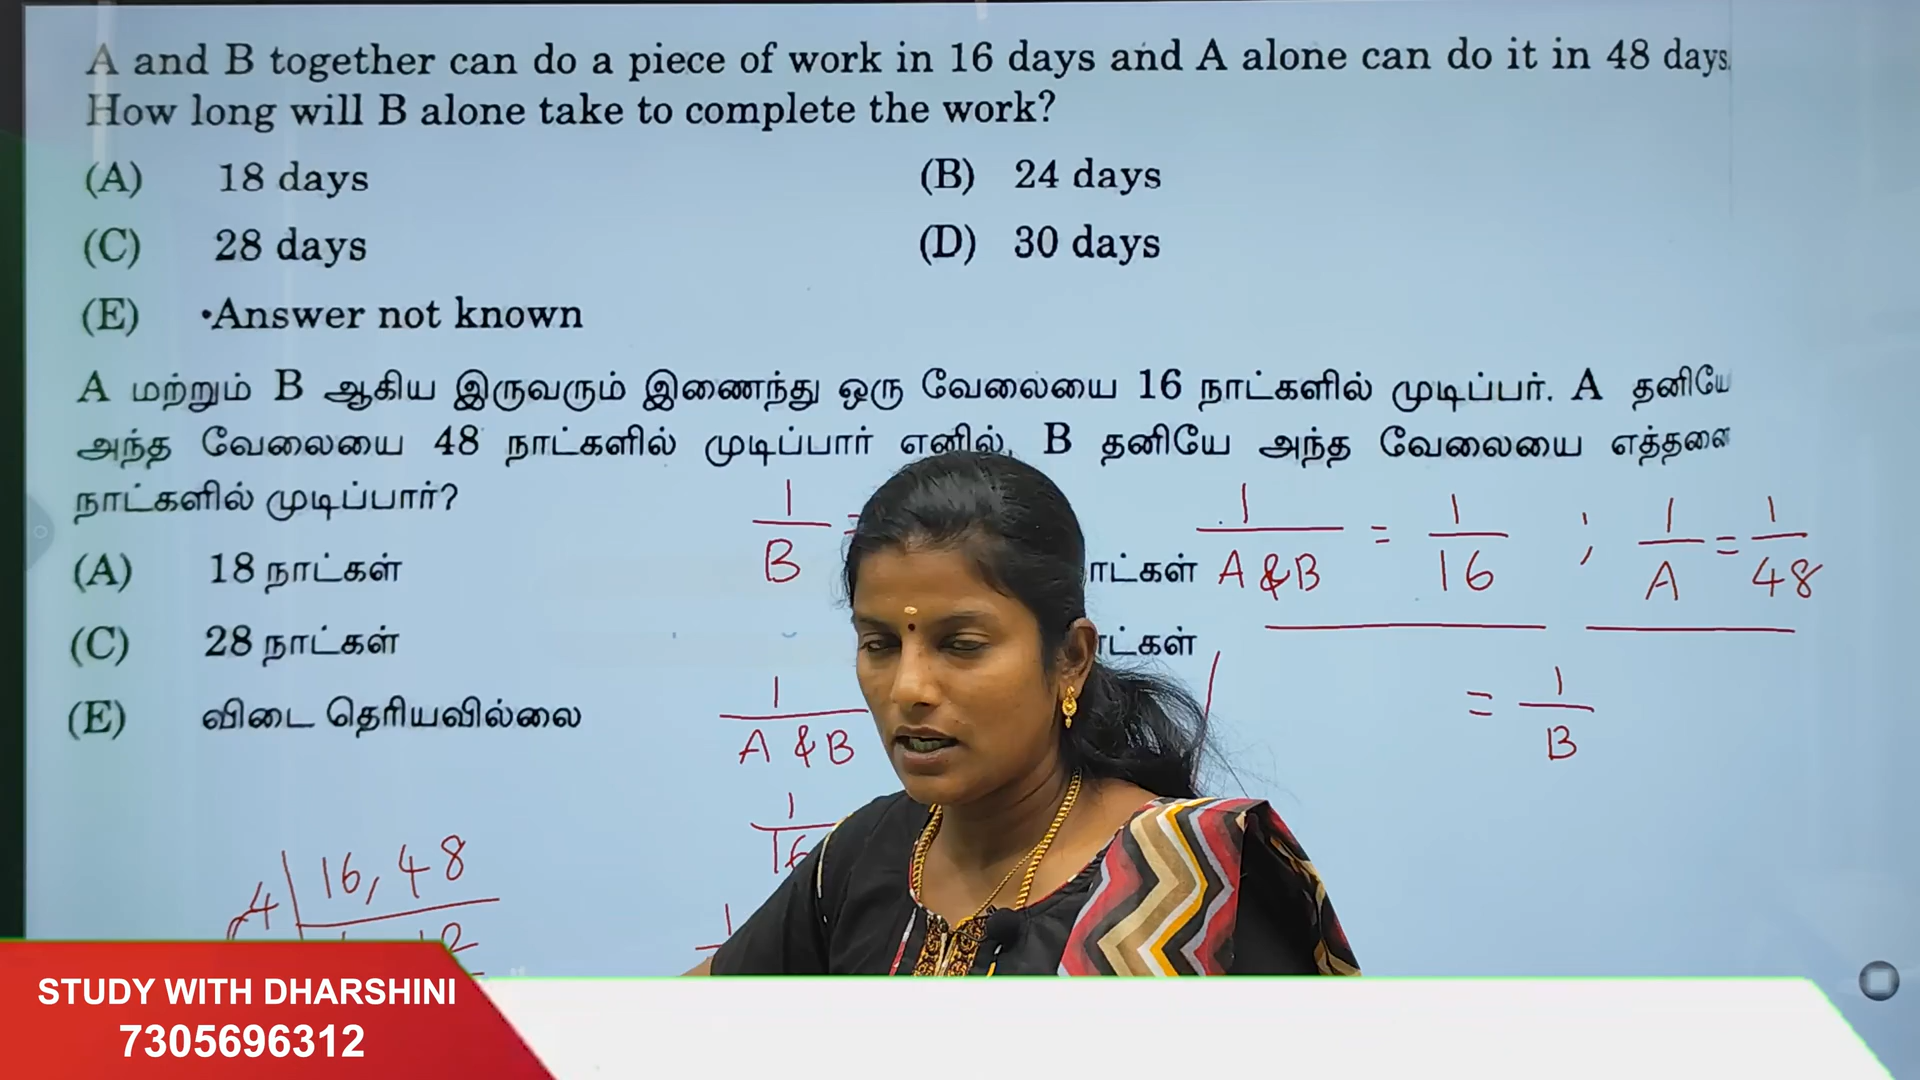 A and B together can do a piece of work in 16 days and A alone can do it in 48 days.
How long will B alone take to complete the work?
(A) 18 days (B) 24 days
(C) 28 days (D) 30 days
(E) •Answer not known
A மற்றும் B ஆகிய இருவரும் இணைந்து ஒரு வேலையை 16 நாட்களில் முடிப்பர். A தனியே
அந்த வேலையை 48 நாட்களில் முடிப்பார் எனில், B தனியே அந்த வேலையை எத்தனை
நாட்களில் முடிப்பார்?
1/B = 1/A&B = 1/16 ; 1/A = 1/48
(A) 18 நாட்கள்
(C) 28 நாட்கள்
= 1/B
(E) விடை தெரியவில்லை
1/A & B
1/16
4 | 16, 48
12
STUDY WITH DHARSHINI
7305696312